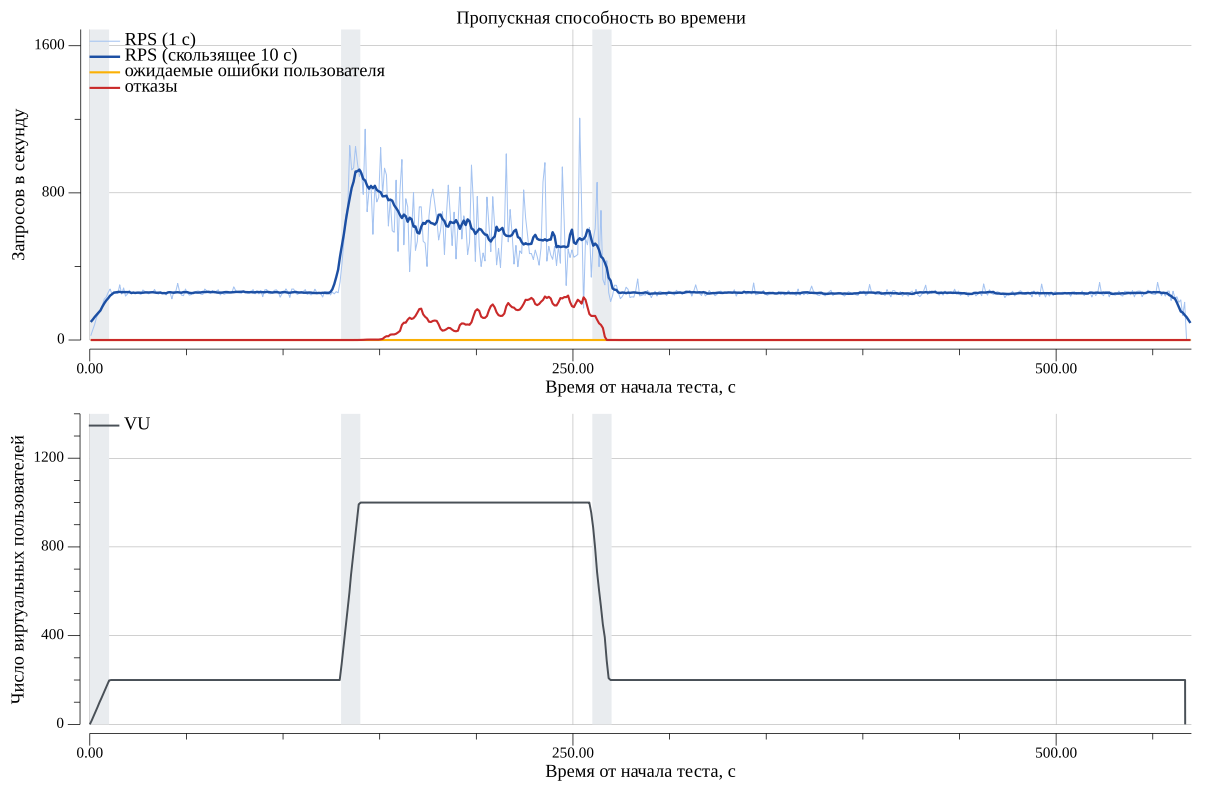 Пропускная способность во времени
RPS (1 с)
RPS (скользящее 10 с)
ожидаемые ошибки пользователя
отказы
Запросов в секунду
1600
800
0
0.00
250.00
500.00
Время от начала теста, с
VU
Число виртуальных пользователей
1200
800
400
0
0.00
250.00
500.00
Время от начала теста, с